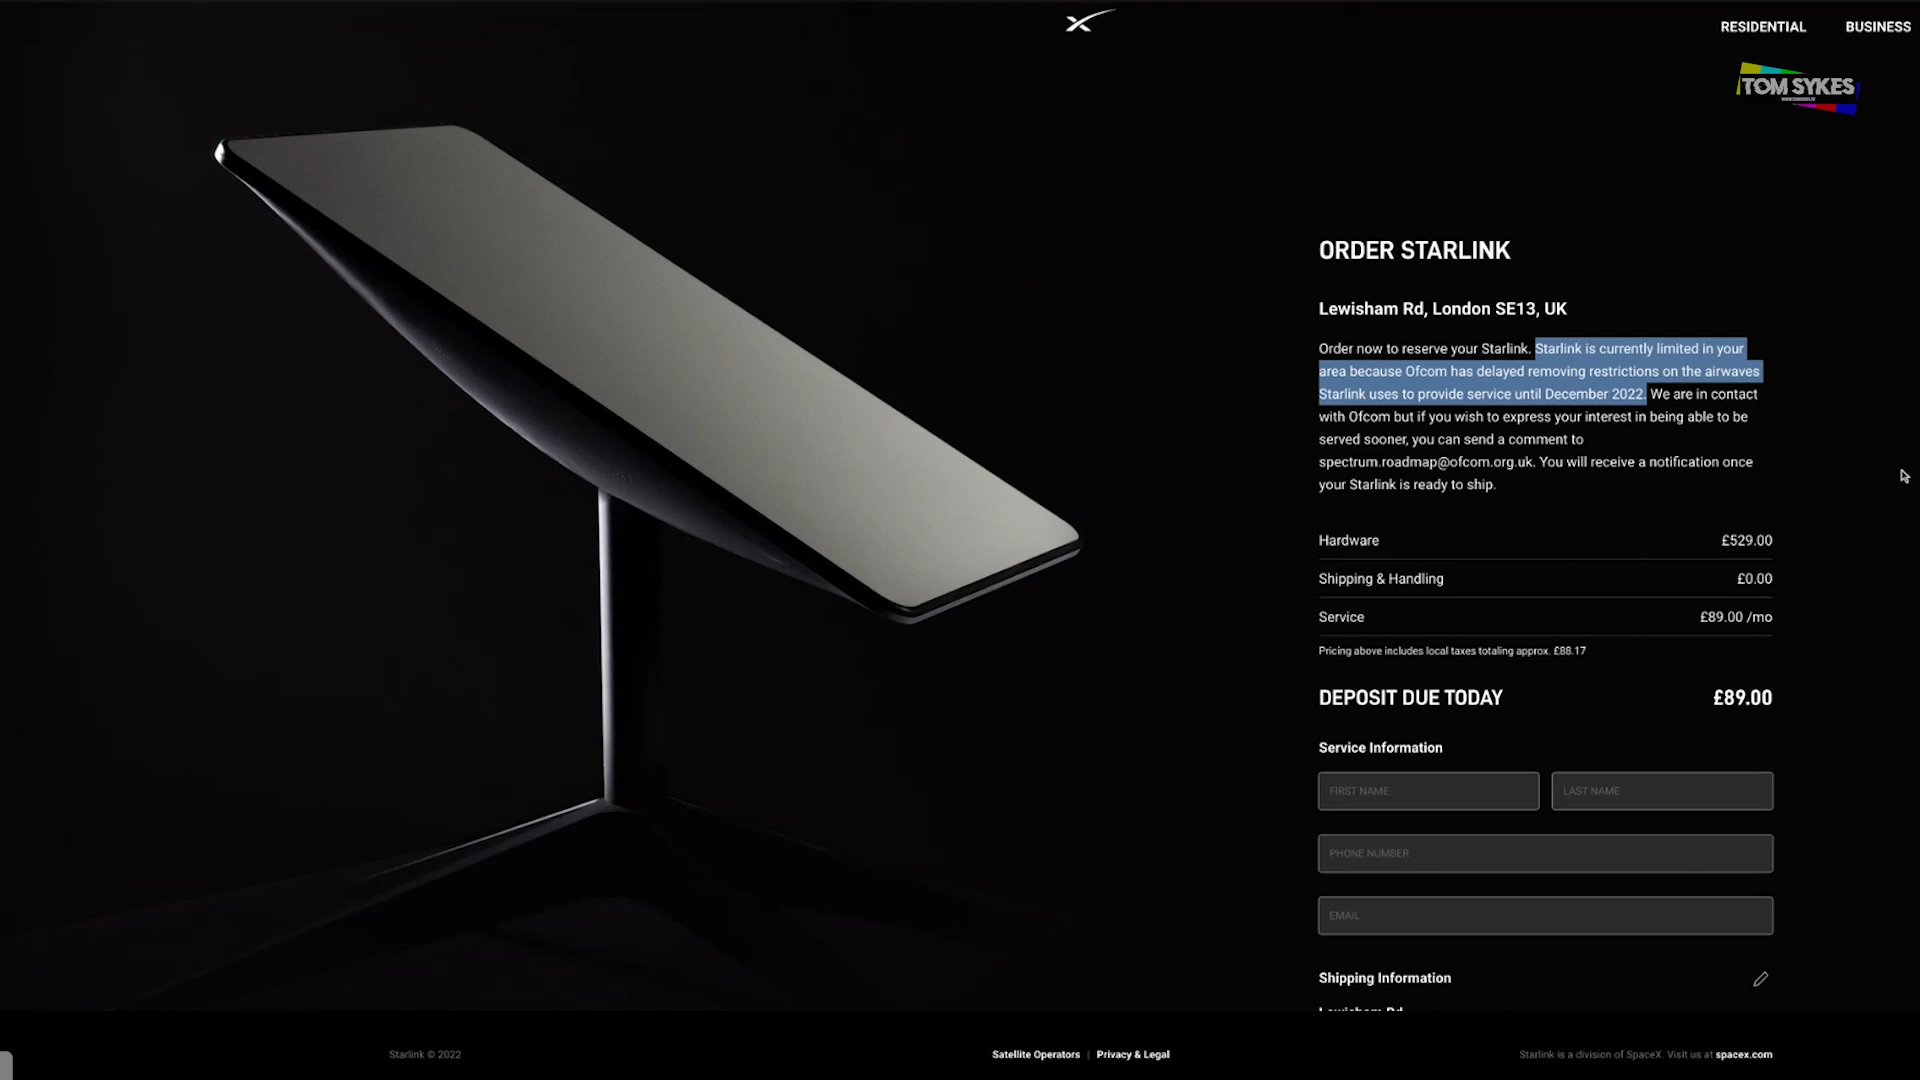 RESIDENTIAL BUSINESS
TOM SYKES
ORDER STARLINK
Lewisham Rd, London SE13, UK
Order now to reserve your Starlink. Starlink is currently limited in your
area because Ofcom has delayed removing restrictions on the airwaves
Starlink uses to provide service until December 2022. We are in contact
with Ofcom but if you wish to express your interest in being able to be
served sooner, you can send a comment to
spectrum.roadmap@ofcom.org.uk. You will receive a notification once
your Starlink is ready to ship.
Hardware £529.00
Shipping & Handling £0.00
Service £89.00 /mo
Pricing above includes local taxes totaling approx. £88.17
DEPOSIT DUE TODAY £89.00
Service Information
FIRST NAME LAST NAME
PHONE NUMBER
EMAIL
Shipping Information
Lewisham Rd
Starlink © 2022
Satellite Operators | Privacy & Legal
Starlink is a division of SpaceX. Visit us at spacex.com